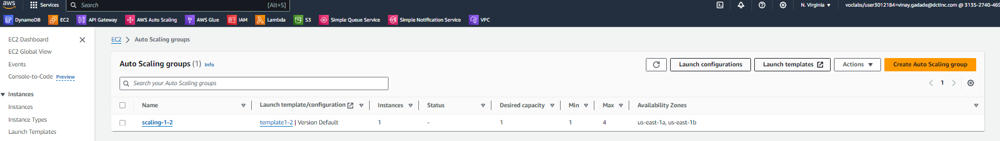 aws Services Search [Alt+S] N. Virginia voclabs/user3012184=vinay.gadade@dctinc.com @ 3135-2740-469
DynamoDB EC2 API Gateway AWS Auto Scaling AWS Glue IAM Lambda S3 Simple Queue Service Simple Notification Service VPC
EC2 Dashboard
EC2 Global View
Events
Console-to-Code Preview
Instances
Instances
Instance Types
Launch Templates
EC2 Auto Scaling groups
Auto Scaling groups (1) Info
Launch configurations Launch templates Actions Create Auto Scaling group
Search your Auto Scaling groups
1
Name Launch template/configuration Instances Status Desired capacity Min Max Availability Zones
scaling-1-2 template1-2 | Version Default 1 - 1 1 4 us-east-1a, us-east-1b